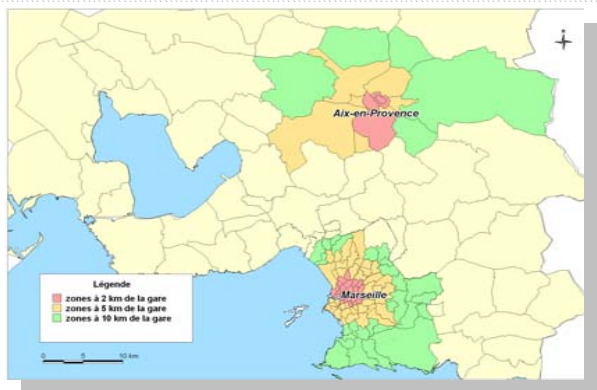 Aix-en-Provence
Marseille
Légende
zones à 2 km de la gare
zones à 5 km de la gare
zones à 10 km de la gare
0 5 10 km